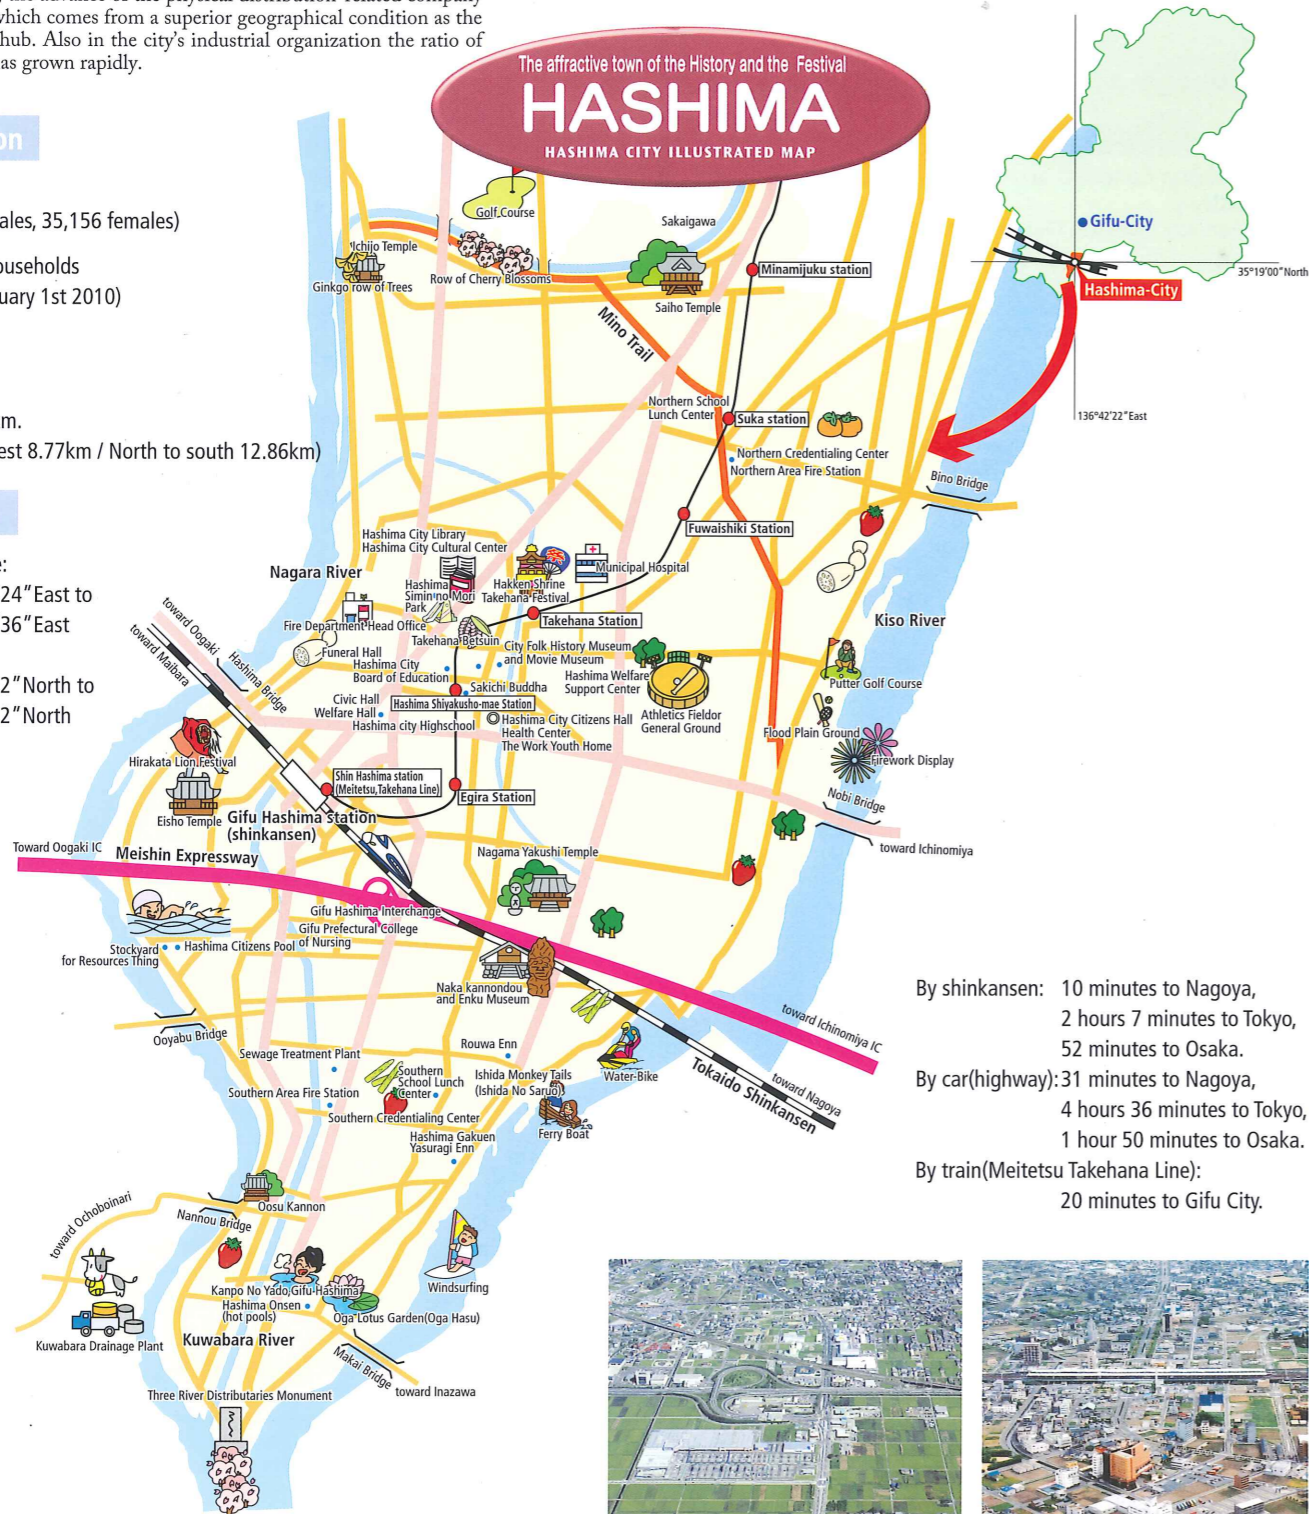 which comes from a superior geographical condition as the
hub. Also in the city's industrial organization the ratio of
as grown rapidly.
The affractive town of the History and the Festival
HASHIMA
HASHIMA CITY ILLUSTRATED MAP
on
ales, 35,156 females)
ouseholds
uary 1st 2010)
m.
est 8.77km / North to south 12.86km)
e:
24"East to
36"East
2"North to
2"North
Gifu-City
35°19'00"North
Hashima-City
136°42'22"East
Golf Course
Sakaigawa
Ichijo Temple
Ginkgo row of Trees
Row of Cherry Blossoms
Minamijuku station
Saiho Temple
Mino Trail
Northern School
Lunch Center
Suka station
Northern Credentialing Center
Northern Area Fire Station
Bino Bridge
Fuwaishiki Station
Hashima City Library
Hashima City Cultural Center
Nagara River
Hashima
Simin no Mori
Park
Hakken Shrine
Takehana Festival
Municipal Hospital
toward Oogaki
toward Maibara
Hashima Bridge
Fire Department Head Office
Takehana Station
Kiso River
Takehana Betsuin
Funeral Hall
Hashima City
Board of Education
City Folk History Museum
and Movie Museum
Hashima Welfare
Support Center
Putter Golf Course
Sakichi Buddha
Civic Hall
Welfare Hall
Hashima Shiyakusho-mae Station
Hashima city Highschool
Hashima City Citizens Hall
Health Center
The Work Youth Home
Athletics Fieldor
General Ground
Flood Plain Ground
Firework Display
Hirakata Lion Festival
Shin Hashima station
(Meitetsu,Takehana Line)
Egira Station
Nobi Bridge
Eisho Temple
Gifu Hashima Station
(shinkansen)
toward Ichinomiya
Toward Oogaki IC
Meishin Expressway
Nagama Yakushi Temple
Gifu Hashima Interchange
Gifu Prefectural College
of Nursing
Stockyard
for Resources Thing
Hashima Citizens Pool
Naka kannondou
and Enku Museum
By shinkansen: 10 minutes to Nagoya,
2 hours 7 minutes to Tokyo,
52 minutes to Osaka.
By car(highway): 31 minutes to Nagoya,
4 hours 36 minutes to Tokyo,
1 hour 50 minutes to Osaka.
By train(Meitetsu Takehana Line):
20 minutes to Gifu City.
toward Ichinomiya IC
Ooyabu Bridge
Sewage Treatment Plant
Rouwa Enn
Southern
School Lunch
Center
Ishida Monkey Tails
(Ishida No Saruo)
Water-Bike
Tokaido Shinkansen
toward Nagoya
Southern Area Fire Station
Southern Credentialing Center
Ferry Boat
Hashima Gakuen
Yasuragi Enn
toward Ochoboinari
Nannou Bridge
Oosu Kannon
Windsurfing
Kanpo No Yado,Gifu Hashima
Hashima Onsen
(hot pools)
Oga Lotus Garden(Oga Hasu)
Kuwabara Drainage Plant
Kuwabara River
Makai Bridge
toward Inazawa
Three River Distributaries Monument